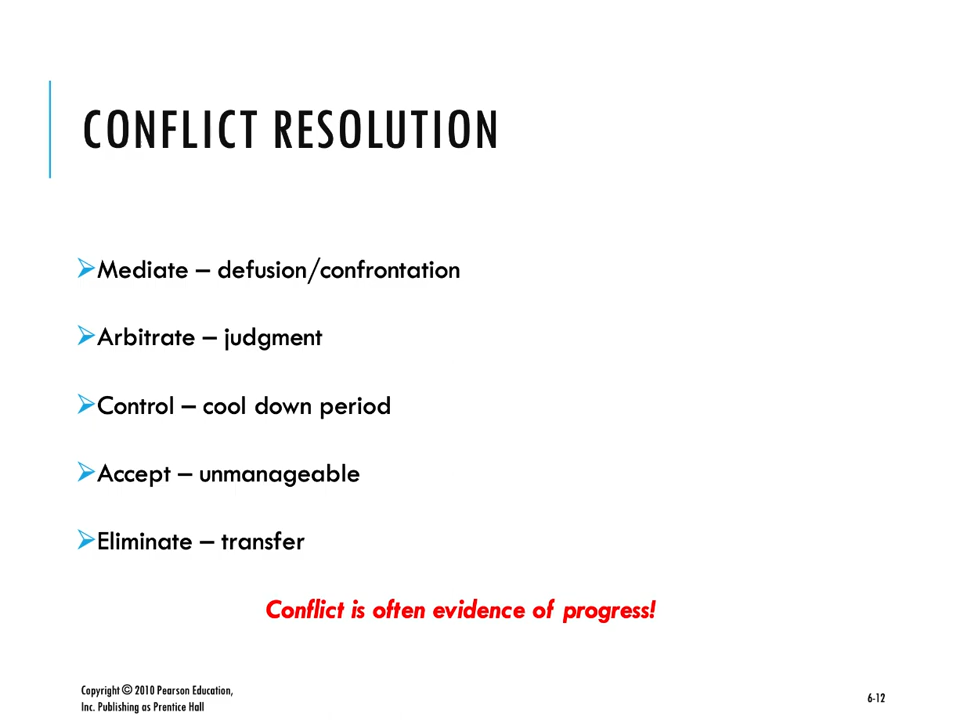 CONFLICT RESOLUTION
➢Mediate – defusion/confrontation
➢Arbitrate – judgment
➢Control – cool down period
➢Accept – unmanageable
➢Eliminate – transfer
Conflict is often evidence of progress!
Copyright © 2010 Pearson Education,
Inc. Publishing as Prentice Hall
6-12